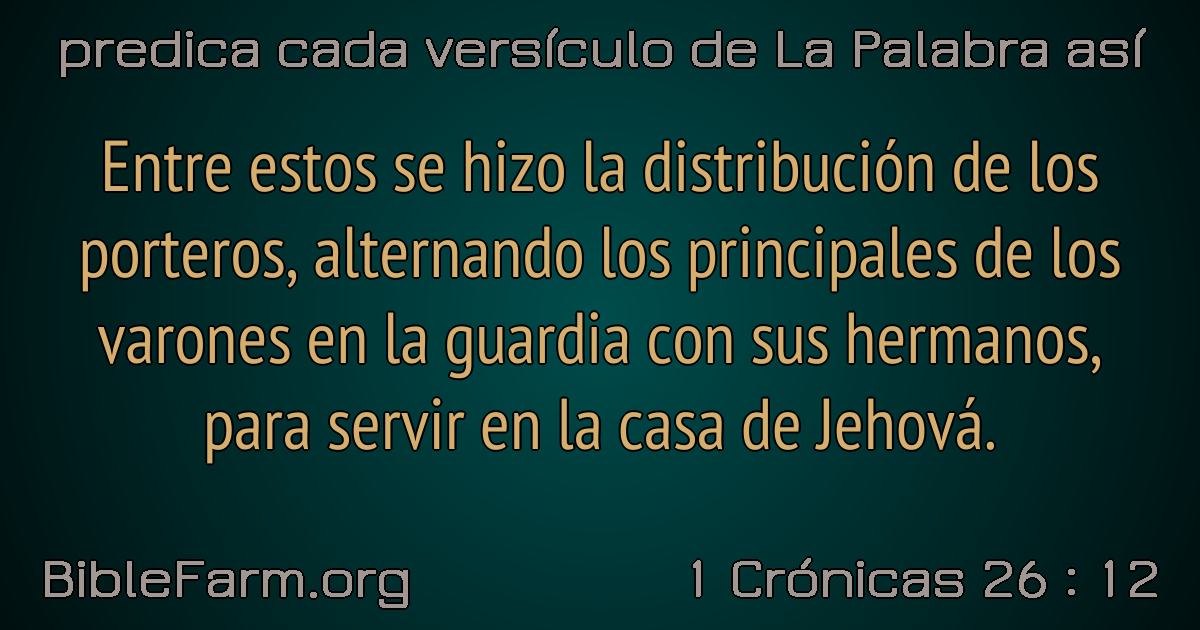 predica cada versículo de La Palabra así
Entre estos se hizo la distribución de los
porteros, alternando los principales de los
varones en la guardia con sus hermanos,
para servir en la casa de Jehová.
BibleFarm.org
1 Crónicas 26 : 12